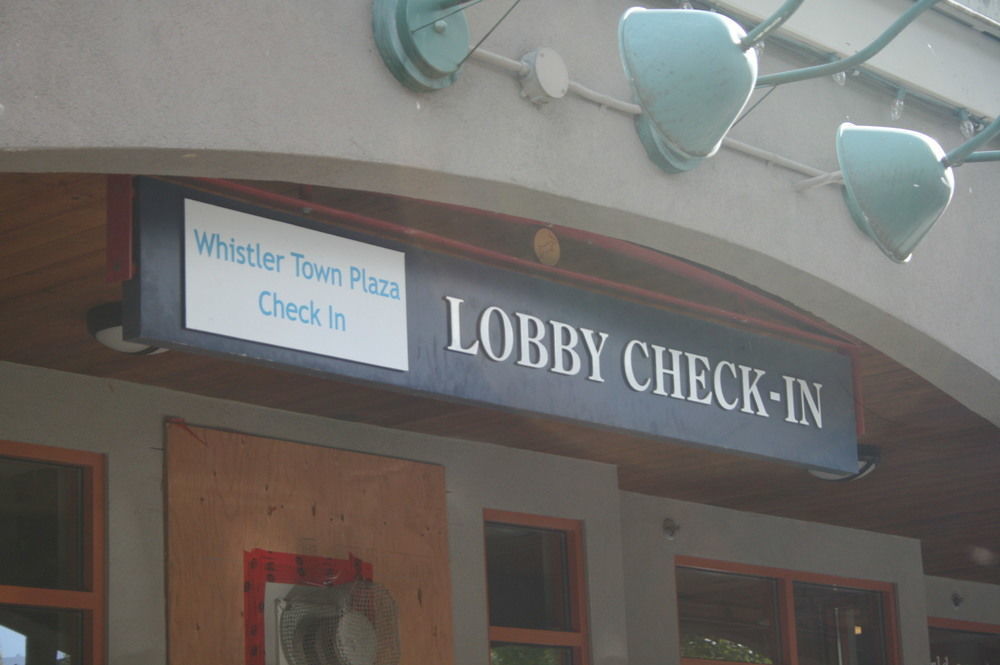 Whistler Town Plaza
Check In
LOBBY CHECK-IN